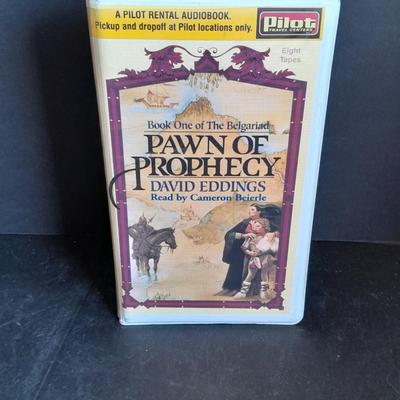 A PILOT RENTAL AUDIOBOOK.
Pickup and dropoff at Pilot locations only.
Pilot
TRAVEL CENTERS
Eight
Tapes
Book One of The Belgariad
PAWN OF
PROPHECY
DAVID EDDINGS
Read by Cameron Beierle